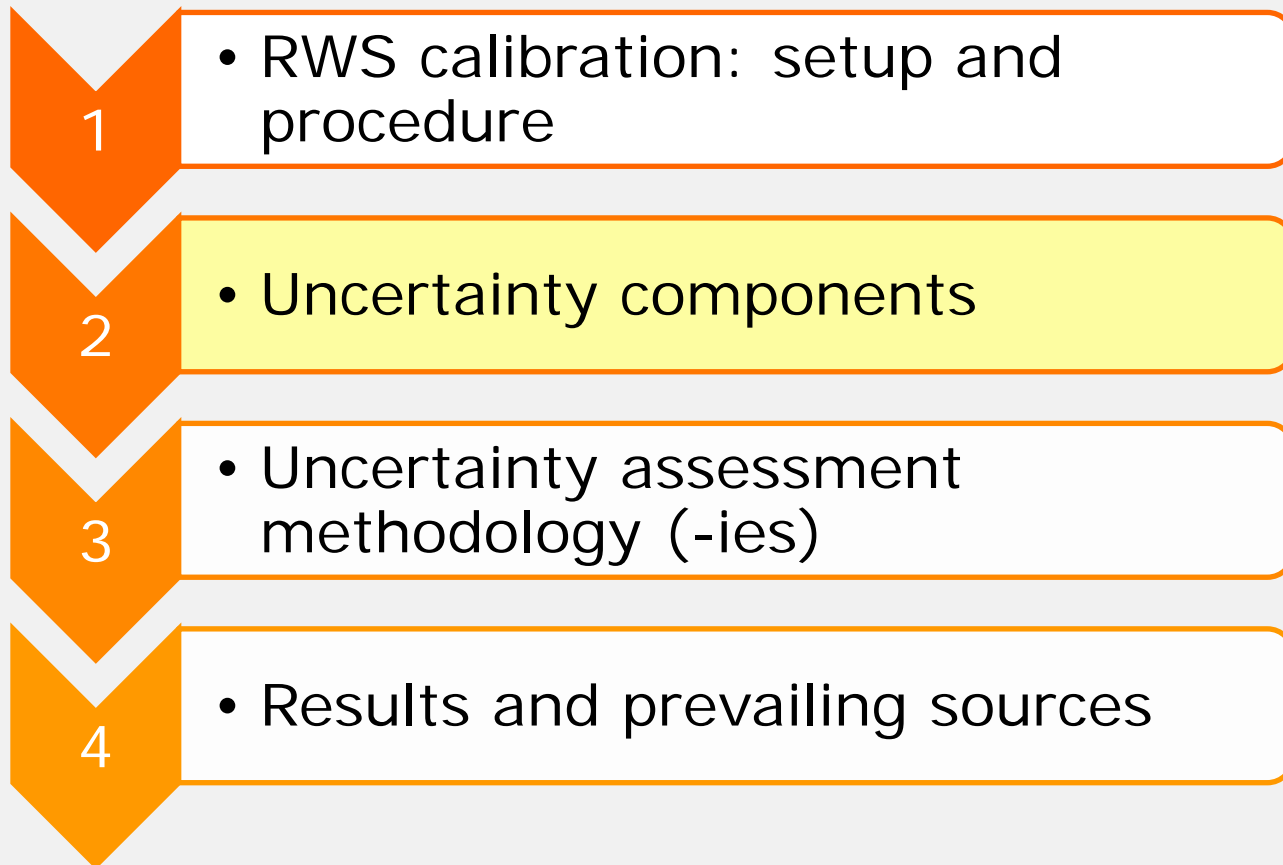 1
• RWS calibration: setup and
procedure
2
• Uncertainty components
3
• Uncertainty assessment
methodology (-ies)
4
• Results and prevailing sources